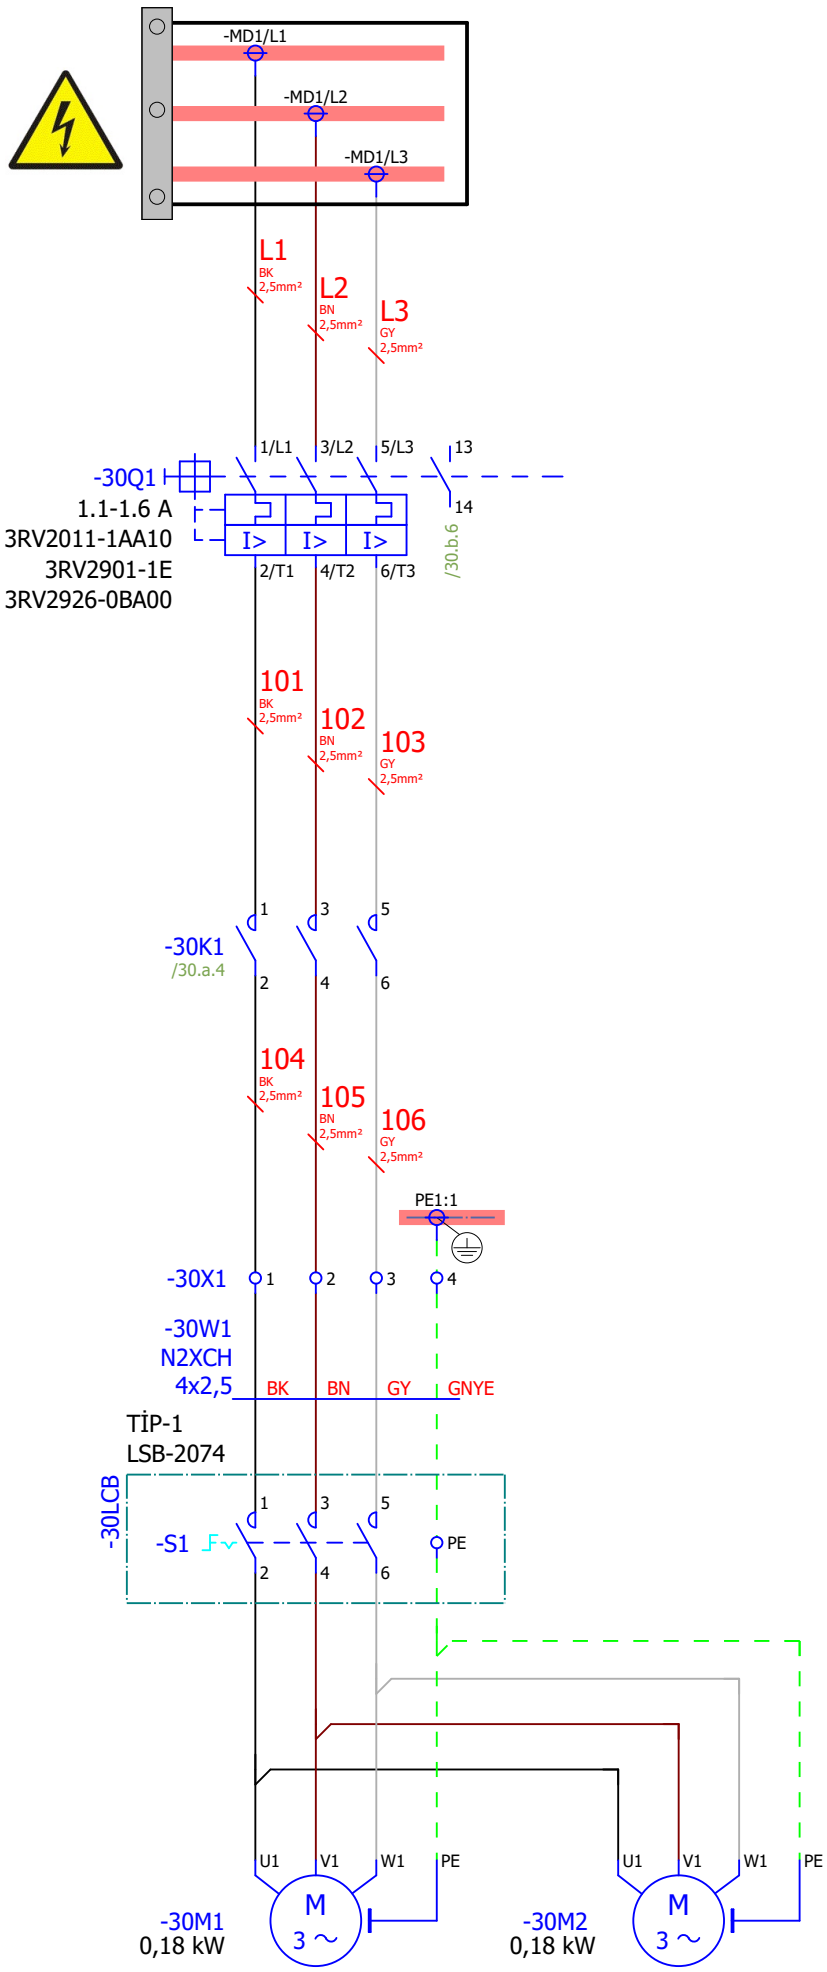 -MD1/L1
-MD1/L2
-MD1/L3
L1
BK
2,5mm²
L2
BN
2,5mm²
L3
GY
2,5mm²
1/L1
3/L2
5/L3
13
-30Q1
14
1.1-1.6 A
3RV2011-1AA10
3RV2901-1E
3RV2926-0BA00
I>
I>
I>
/30.b.6
2/T1
4/T2
6/T3
101
BK
2,5mm²
102
BN
2,5mm²
103
GY
2,5mm²
1
3
5
-30K1
/30.a.4
2
4
6
104
BK
2,5mm²
105
BN
2,5mm²
106
GY
2,5mm²
PE1:1
-30X1
1
2
3
4
-30W1
N2XCH
4x2,5
BK
BN
GY
GNYE
TİP-1
LSB-2074
-30LCB
1
3
5
-S1
PE
2
4
6
U1
V1
W1
PE
U1
V1
W1
PE
M
3 ~
-30M1
0,18 kW
M
3 ~
-30M2
0,18 kW